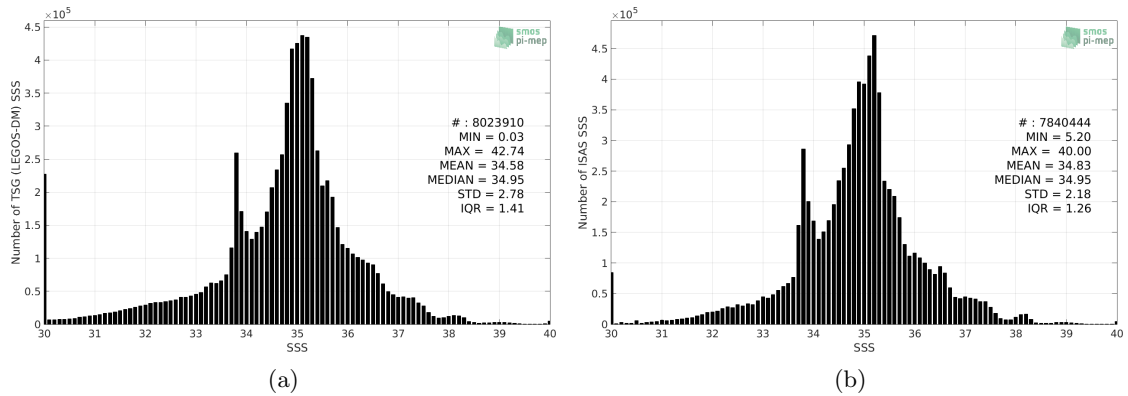 ×10⁵
4.5
4
3.5
3
2.5
2
1.5
1
0.5
0
Number of TSG (LEGOS-DM) SSS
smos
pi-mep
# : 8023910
MIN = 0.03
MAX = 42.74
MEAN = 34.58
MEDIAN = 34.95
STD = 2.78
IQR = 1.41
30 31 32 33 34 35 36 37 38 39 40
SSS
(a)
×10⁵
4.5
4
3.5
3
2.5
2
1.5
1
0.5
0
Number of ISAS SSS
smos
pi-mep
# : 7840444
MIN = 5.20
MAX = 40.00
MEAN = 34.83
MEDIAN = 34.95
STD = 2.18
IQR = 1.26
30 31 32 33 34 35 36 37 38 39 40
SSS
(b)